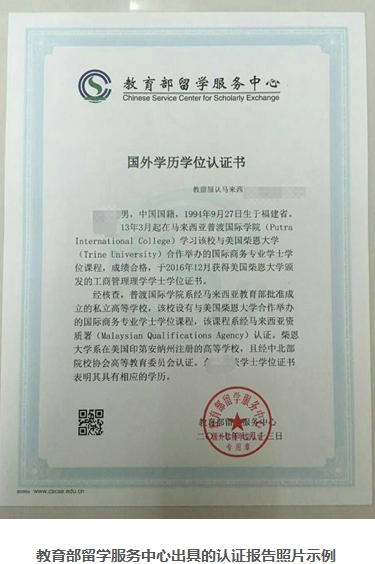 教育部留学服务中心
Chinese Service Center for Scholarly Exchange
国外学历学位认证书
教留服认马来西
男，中国国籍，1994年9月27日生于福建省。
13年3月起在马来西亚普渡国际学院（Putra
International College）学习该校与美国柴恩大学
（Trine University）合作举办的国际商务专业学士学
位课程，成绩合格，于2016年12月获得美国柴恩大学颁
发的工商管理理学学士学位证书。
经核查，普渡国际学院系经马来西亚教育部批准成
立的私立高等学校，该校设有与美国柴恩大学合作举办
的国际商务专业学士学位课程，该课程系经马来西亚资
质署（Malaysian Qualifications Agency）认证。柴恩
大学系在美国印第安纳州注册的高等学校，且经中北部
院校协会高等教育委员会认证。
学士学位证书
表明其具有相应的学历。
教育部留学服务中心
专用章
www.cscse.edu.cn
教育部留学服务中心出具的认证报告照片示例